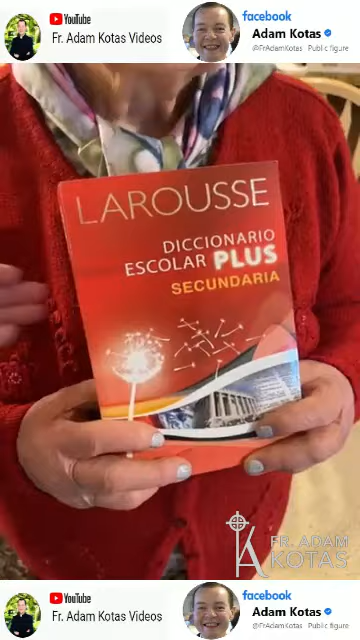 YouTube
Fr. Adam Kotas Videos
facebook
Adam Kotas
@FrAdamKotas Public figure
LAROUSSE
DICCIONARIO
ESCOLAR PLUS
SECUNDARIA
FR. ADAM
KOTAS
YouTube
Fr. Adam Kotas Videos
facebook
Adam Kotas
@FrAdamKotas Public figure